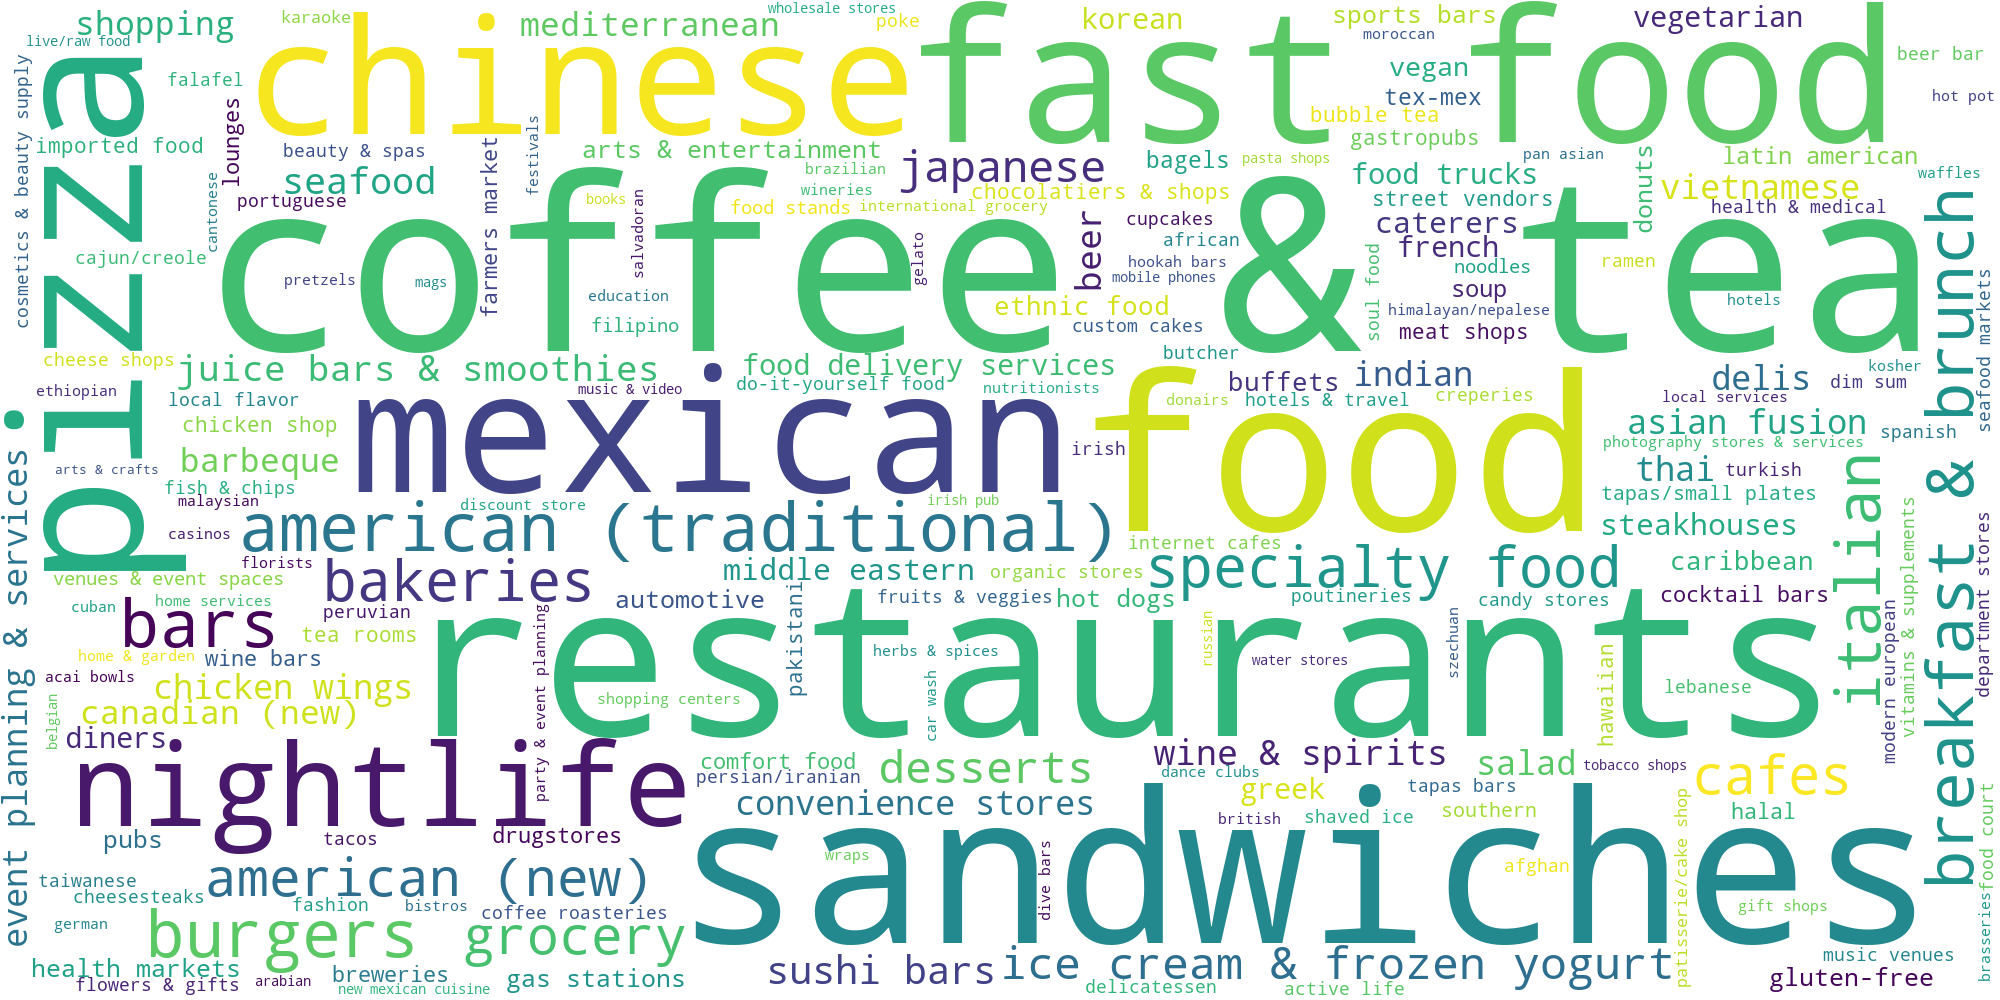 shopping
karaoke
mediterranean
wholesale stores
poke
korean
sports bars
moroccan
vegetarian
live/raw food
chinese
fast food
beer bar
falafel
vegan
tex-mex
hot pot
cosmetics & beauty supply
pizza
lounges
bubble tea
gastropubs
imported food
beauty & spas
farmers market
festivals
arts & entertainment
japanese
bagels
pasta shops
pan asian
latin american
brazilian
wineries
chocolatiers & shops
food trucks
donuts
vietnamese
waffles
seafood
cantonese
portuguese
books
food stands
international grocery
street vendors
health & medical
salvadoran
cupcakes
caterers
french
beer
african
coffee & tea
cajun/creole
gelato
hookah bars
mobile phones
soul food
noodles
ramen
pretzels
mags
education
soup
hotels
ethnic food
himalayan/nepalese
filipino
custom cakes
meat shops
breakfast & brunch
seafood markets
cheese shops
juice bars & smoothies
food delivery services
butcher
kosher
ethiopian
music & video
do-it-yourself food
nutritionists
buffets
indian
delis
dim sum
local flavor
donairs
hotels & travel
creperies
local services
chicken shop
mexican
food
asian fusion
spanish
irish
photography stores & services
barbeque
arts & crafts
thai
turkish
fish & chips
malaysian
discount store
irish pub
tapas/small plates
event planning & services
casinos
american (traditional)
steakhouses
italian
internet cafes
florists
vitamins & supplements
department stores
venues & event spaces
bakeries
middle eastern
organic stores
specialty food
caribbean
cuban
home services
bars
peruvian
automotive
pakistani
fruits & veggies
hot dogs
poutineries
candy stores
cocktail bars
tea rooms
restaurants
home & garden
wine bars
party & event planning
herbs & spices
russian
water stores
szechuan
acai bowls
chicken wings
shopping centers
car wash
hawaiian
lebanese
modern european
canadian (new)
belgian
diners
nightlife
comfort food
desserts
wine & spirits
salad
tobacco shops
persian/iranian
dance clubs
cafes
tapas bars
greek
convenience stores
southern
halal
british
shaved ice
patisserie/cake shop
pubs
tacos
drugstores
sandwiches
wraps
afghan
food court
taiwanese
american (new)
cheesesteaks
fashion
bistros
coffee roasteries
dive bars
gift shops
brasseries
german
burgers
grocery
health markets
breweries
gas stations
sushi bars
ice cream & frozen yogurt
music venues
flowers & gifts
arabian
new mexican cuisine
delicatessen
active life
gluten-free